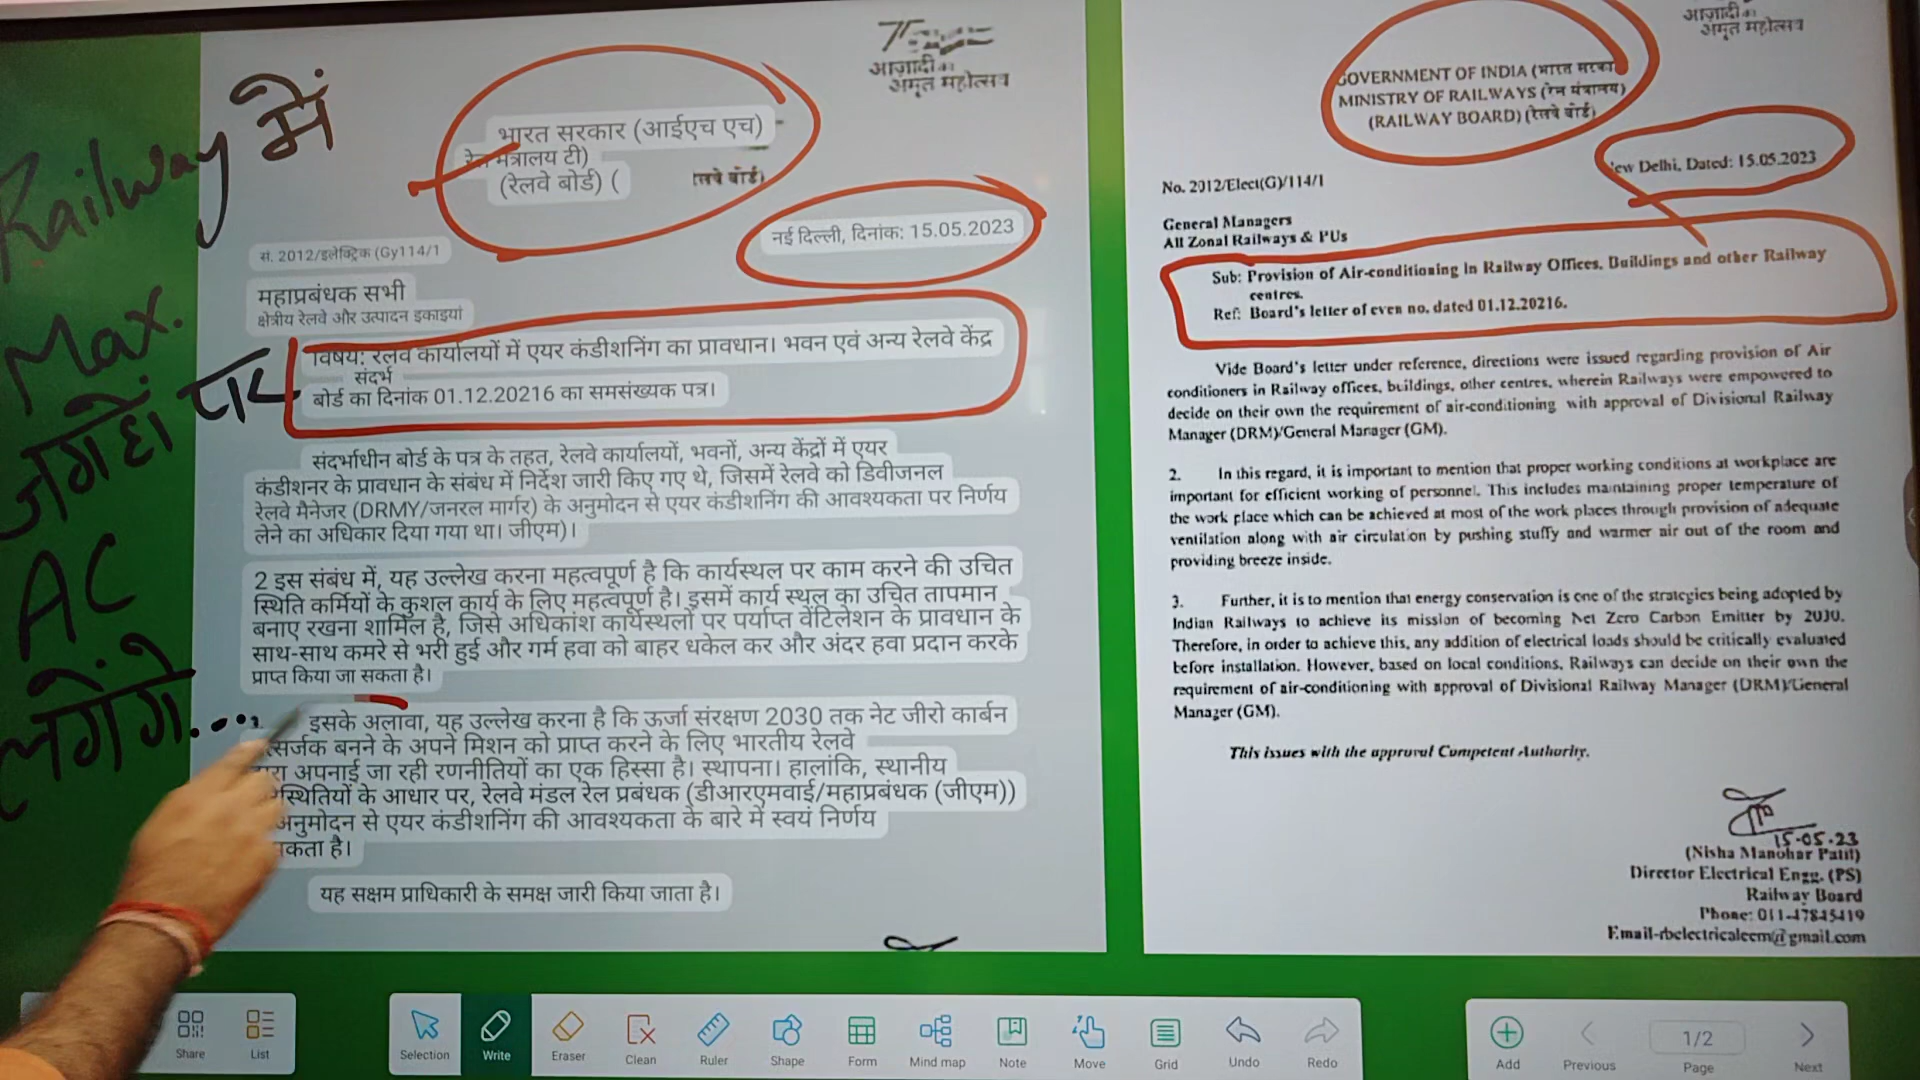 Railway में
Max.
जगहों पर
AC
लगेंगे...
आज़ादी का
अमृत महोत्सव
भारत सरकार (आईएच एच)
रेल मंत्रालय टी)
(रेलवे बोर्ड) (
रेलवे बोर्ड)
नई दिल्ली, दिनांक: 15.05.2023
सं. 2012/इलेक्ट्रिक (Gy114/1
महाप्रबंधक सभी
क्षेत्रीय रेलवे और उत्पादन इकाइयां
विषय: रेलवे कार्यालयों में एयर कंडीशनिंग का प्रावधान। भवन एवं अन्य रेलवे केंद्र
संदर्भ
बोर्ड का दिनांक 01.12.20216 का समसंख्यक पत्र।
संदर्भाधीन बोर्ड के पत्र के तहत, रेलवे कार्यालयों, भवनों, अन्य केंद्रों में एयर
कंडीशनर के प्रावधान के संबंध में निर्देश जारी किए गए थे, जिसमें रेलवे को डिवीजनल
रेलवे मैनेजर (DRMY/जनरल मार्गर) के अनुमोदन से एयर कंडीशनिंग की आवश्यकता पर निर्णय
लेने का अधिकार दिया गया था। जीएम)।
2 इस संबंध में, यह उल्लेख करना महत्वपूर्ण है कि कार्यस्थल पर काम करने की उचित
स्थिति कर्मियों के कुशल कार्य के लिए महत्वपूर्ण है। इसमें कार्य स्थल का उचित तापमान
बनाए रखना शामिल है, जिसे अधिकांश कार्यस्थलों पर पर्याप्त वेंटिलेशन के प्रावधान के
साथ-साथ कमरे से भरी हुई और गर्म हवा को बाहर धकेल कर और अंदर हवा प्रदान करके
प्राप्त किया जा सकता है।
इसके अलावा, यह उल्लेख करना है कि ऊर्जा संरक्षण 2030 तक नेट जीरो कार्बन
त्सर्जक बनने के अपने मिशन को प्राप्त करने के लिए भारतीय रेलवे
अपनाई जा रही रणनीतियों का एक हिस्सा है। स्थापना। हालांकि, स्थानीय
स्थितियों के आधार पर, रेलवे मंडल रेल प्रबंधक (डीआरएमवाई/महाप्रबंधक (जीएम))
अनुमोदन से एयर कंडीशनिंग की आवश्यकता के बारे में स्वयं निर्णय
कता है।
यह सक्षम प्राधिकारी के समक्ष जारी किया जाता है।
आज़ादी का
अमृत महोत्सव
GOVERNMENT OF INDIA (भारत सरका
MINISTRY OF RAILWAYS (रेल मंत्रालय)
(RAILWAY BOARD) (रेलवे बोर्ड)
No. 2012/Elect(G)/114/1
New Delhi, Dated: 15.05.2023
General Managers
All Zonal Railways & PUs
Sub: Provision of Air-conditioning in Railway Offices, Buildings and other Railway
centres.
Ref: Board's letter of even no. dated 01.12.20216.
Vide Board's letter under reference, directions were issued regarding provision of Air
conditioners in Railway offices, buildings, other centres, wherein Railways were empowered to
decide on their own the requirement of air-conditioning with approval of Divisional Railway
Manager (DRM)/General Manager (GM).
2. In this regard, it is important to mention that proper working conditions at workplace are
important for efficient working of personnel. This includes maintaining proper temperature of
the work place which can be achieved at most of the work places through provision of adequate
ventilation along with air circulation by pushing stuffy and warmer air out of the room and
providing breeze inside.
3. Further, it is to mention that energy conservation is one of the strategies being adopted by
Indian Railways to achieve its mission of becoming Net Zero Carbon Emitter by 2030.
Therefore, in order to achieve this, any addition of electrical loads should be critically evaluated
before installation. However, based on local conditions, Railways can decide on their own the
requirement of air-conditioning with approval of Divisional Railway Manager (DRM)/General
Manager (GM).
This issues with the approval Competent Authority.
15-05-23
(Nisha Manohar Patil)
Director Electrical Engg. (PS)
Railway Board
Phone: 011-47845419
Email-rbelectricaleem@gmail.com
Share
List
Selection
Write
Eraser
Clean
Ruler
Shape
Form
Mind map
Note
Move
Grid
Undo
Redo
Add
Previous
1/2
Page
Next